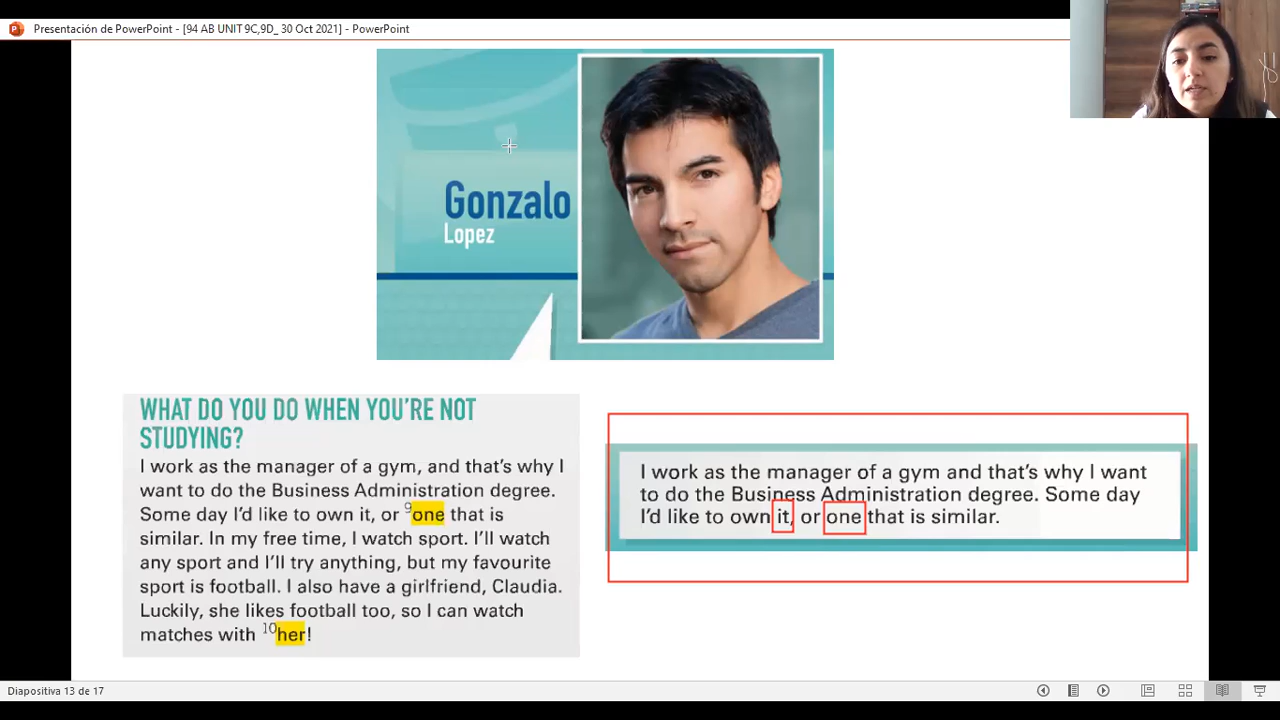 Presentación de PowerPoint - [94 AB UNIT 9C,9D_ 30 Oct 2021] - PowerPoint
Gonzalo
Lopez
WHAT DO YOU DO WHEN YOU'RE NOT
STUDYING?
I work as the manager of a gym, and that's why I
want to do the Business Administration degree.
Some day I'd like to own it, or 9one that is
similar. In my free time, I watch sport. I'll watch
any sport and I'll try anything, but my favourite
sport is football. I also have a girlfriend, Claudia.
Luckily, she likes football too, so I can watch
matches with 10her!
I work as the manager of a gym and that's why I want
to do the Business Administration degree. Some day
I'd like to own it, or one that is similar.
Diapositiva 13 de 17